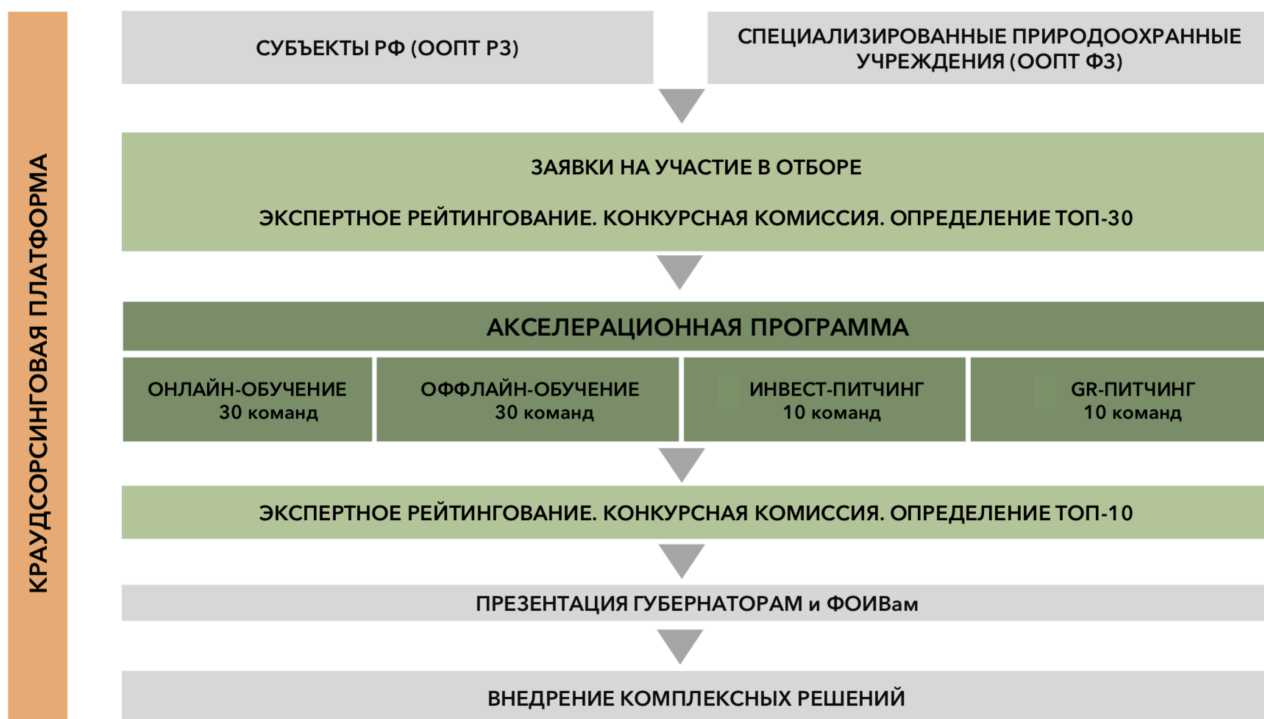 КРАУДСОРСИНГОВАЯ ПЛАТФОРМА
СУБЪЕКТЫ РФ (ООПТ РЗ)
СПЕЦИАЛИЗИРОВАННЫЕ ПРИРОДООХРАННЫЕ
УЧРЕЖДЕНИЯ (ООПТ ФЗ)
ЗАЯВКИ НА УЧАСТИЕ В ОТБОРЕ
ЭКСПЕРТНОЕ РЕЙТИНГОВАНИЕ. КОНКУРСНАЯ КОМИССИЯ. ОПРЕДЕЛЕНИЕ ТОП-30
АКСЕЛЕРАЦИОННАЯ ПРОГРАММА
ОНЛАЙН-ОБУЧЕНИЕ
30 команд
ОФФЛАЙН-ОБУЧЕНИЕ
30 команд
ИНВЕСТ-ПИТЧИНГ
10 команд
GR-ПИТЧИНГ
10 команд
ЭКСПЕРТНОЕ РЕЙТИНГОВАНИЕ. КОНКУРСНАЯ КОМИССИЯ. ОПРЕДЕЛЕНИЕ ТОП-10
ПРЕЗЕНТАЦИЯ ГУБЕРНАТОРАМ и ФОИВам
ВНЕДРЕНИЕ КОМПЛЕКСНЫХ РЕШЕНИЙ